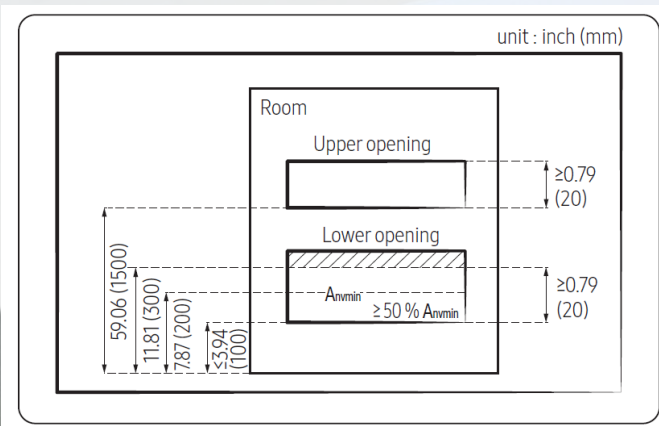 unit : inch (mm)
Room
Upper opening
≥0.79
(20)
Lower opening
Anvmin
≥ 50 % Anvmin
≥0.79
(20)
59.06 (1500)
11.81 (300)
7.87 (200)
≤3.94
(100)